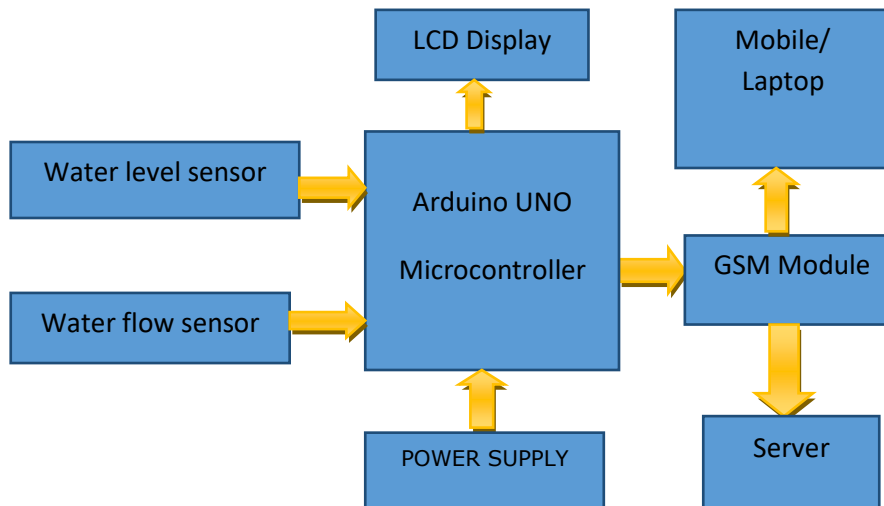 LCD Display
Mobile/
Laptop
Water level sensor
Arduino UNO
Microcontroller
GSM Module
Water flow sensor
POWER SUPPLY
Server